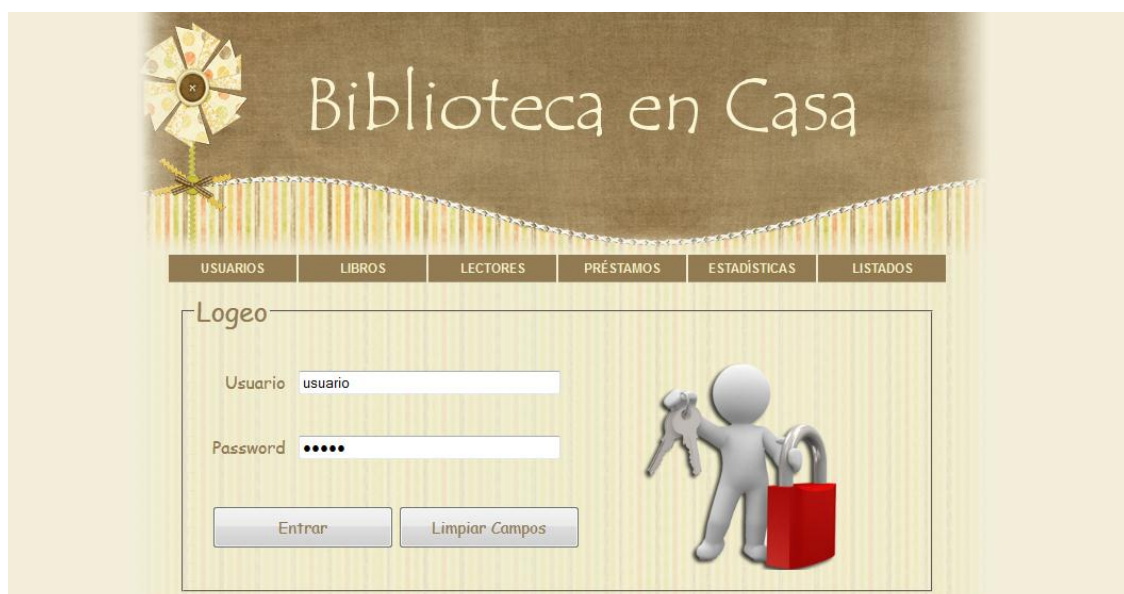 Biblioteca en Casa
USUARIOS LIBROS LECTORES PRÉSTAMOS ESTADÍSTICAS LISTADOS
Logeo
Usuario usuario
Password •••••
Entrar Limpiar Campos